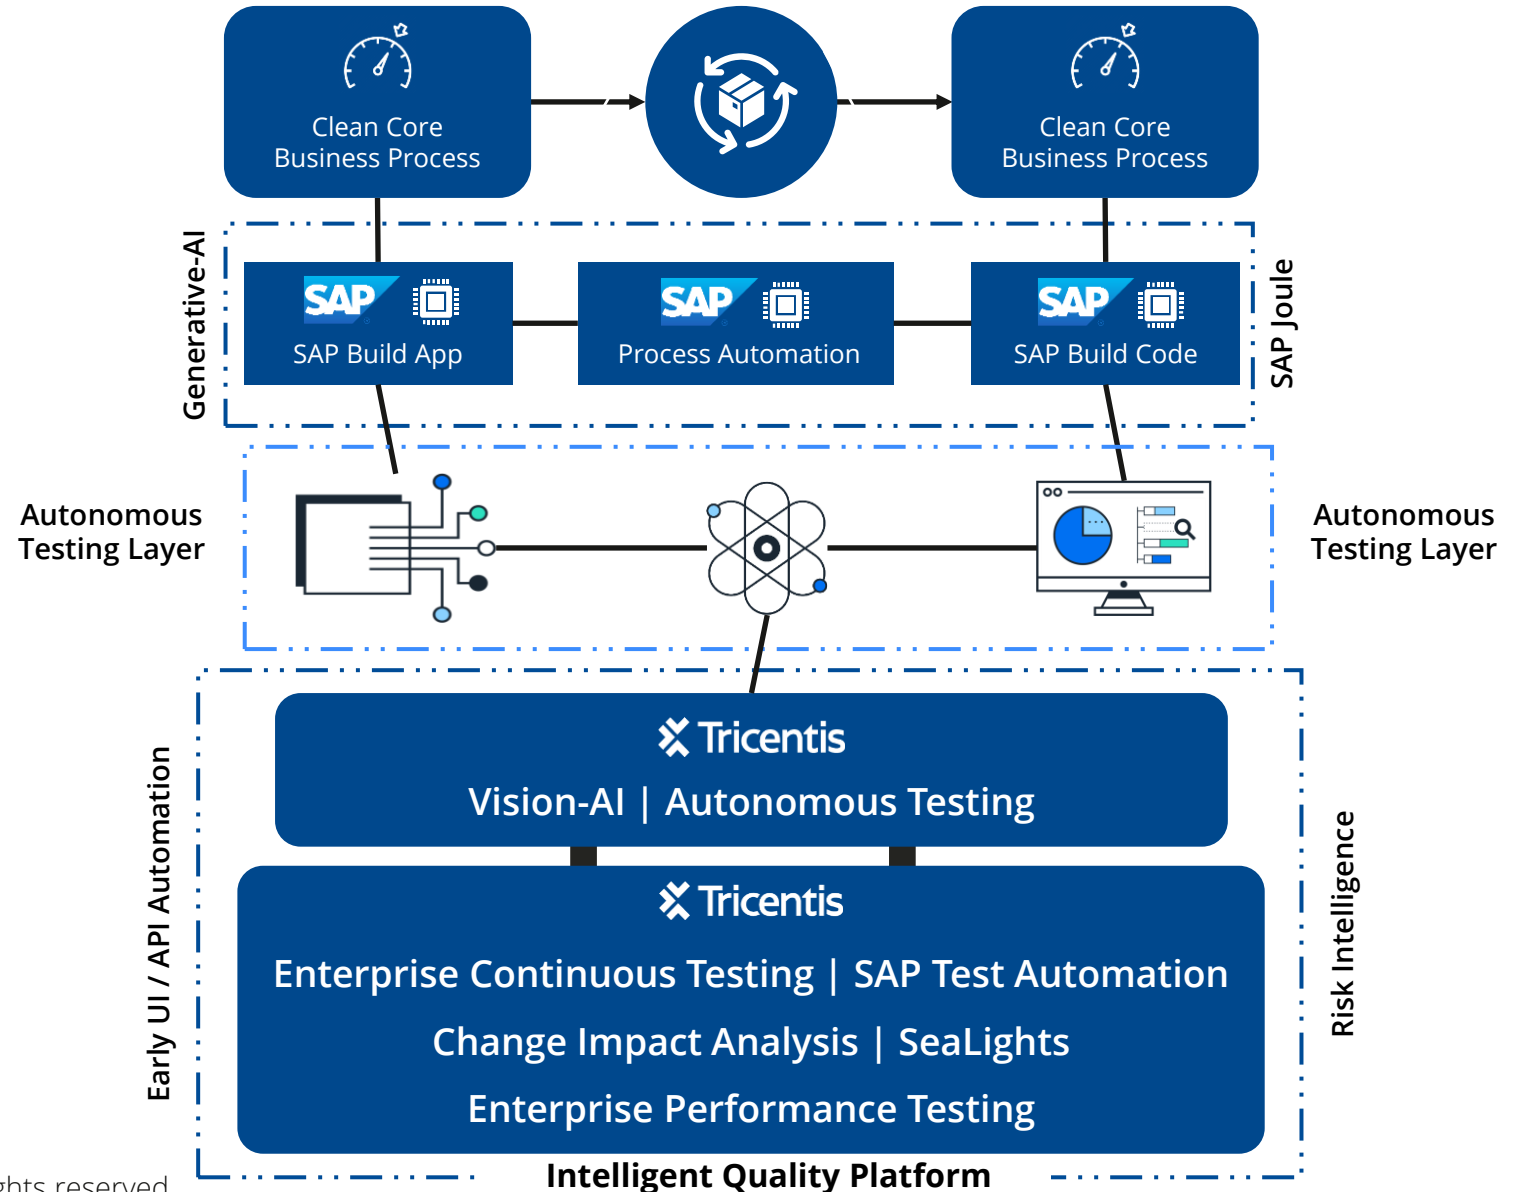 Clean Core
Business Process
Clean Core
Business Process
Generative-AI
SAP
SAP Build App
SAP
Process Automation
SAP
SAP Build Code
SAP Joule
Autonomous
Testing Layer
Autonomous
Testing Layer
Early UI / API Automation
Tricentis
Vision-AI | Autonomous Testing
Tricentis
Enterprise Continuous Testing | SAP Test Automation
Change Impact Analysis | SeaLights
Enterprise Performance Testing
Risk Intelligence
Intelligent Quality Platform
reserved